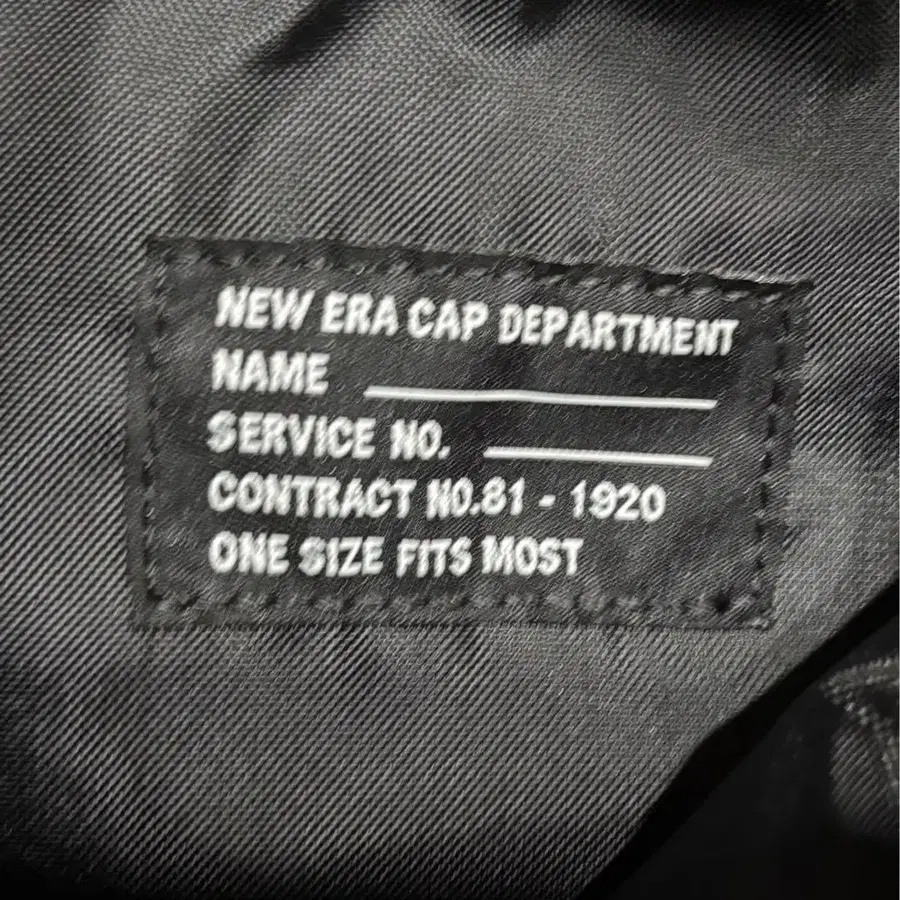 NEW ERA CAP DEPARTMENT
NAME
SERVICE NO.
CONTRACT NO.81 - 1920
ONE SIZE FITS MOST